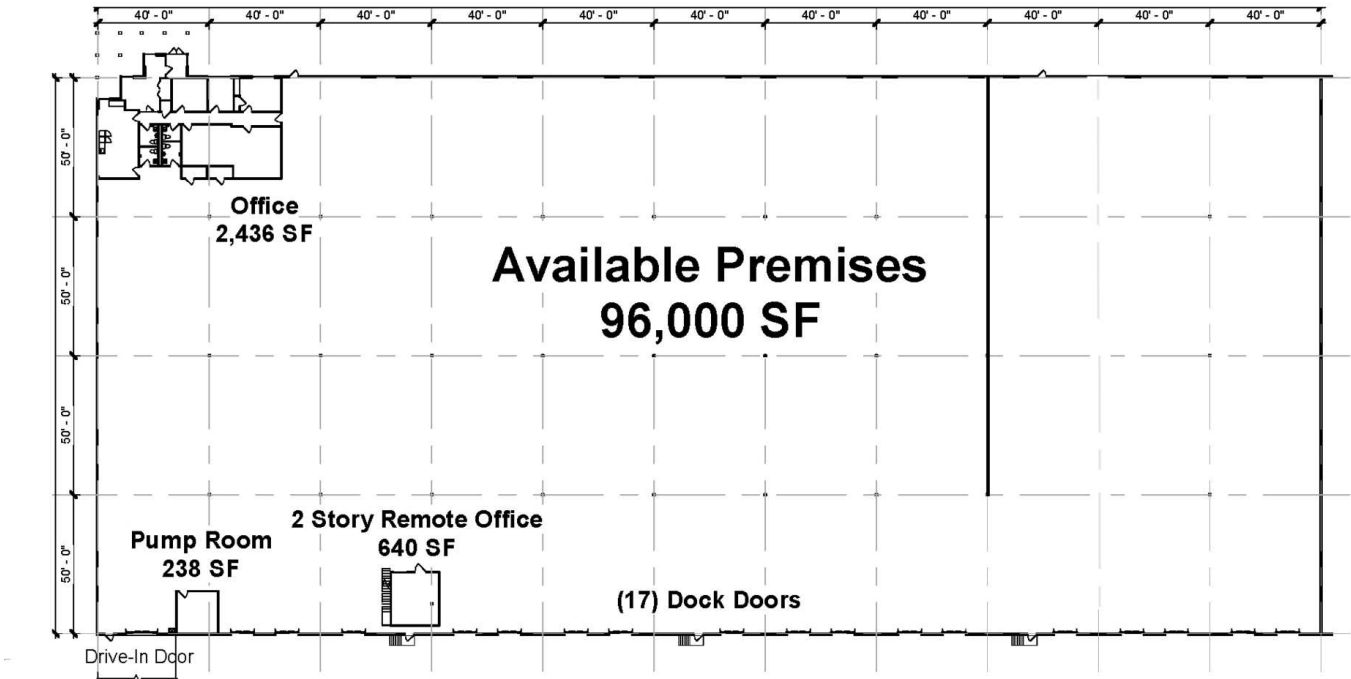 40' - 0" 40' - 0" 40' - 0" 40' - 0" 40' - 0" 40' - 0" 40' - 0" 40' - 0" 40' - 0" 40' - 0" 40' - 0"
50' - 0"
Office
2,436 SF
50' - 0"
Available Premises
96,000 SF
50' - 0"
50' - 0"
2 Story Remote Office
640 SF
Pump Room
238 SF
(17) Dock Doors
Drive-In Door